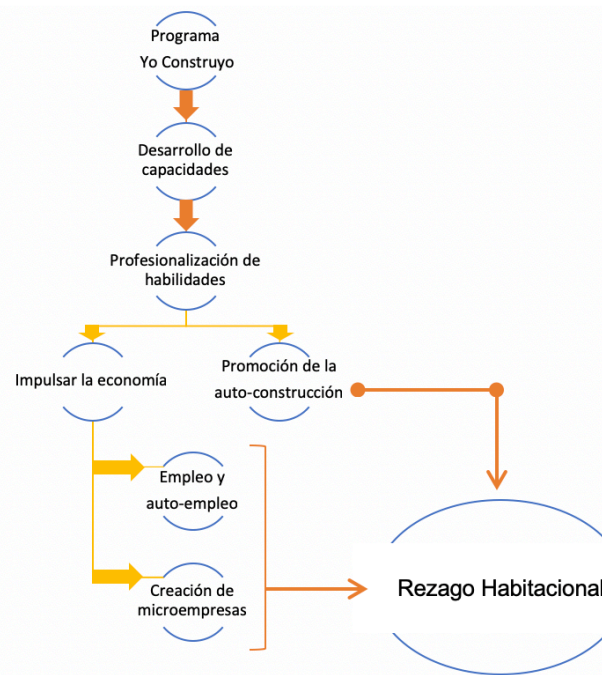 Programa
Yo Construyo
Desarrollo de
capacidades
Profesionalización de
habilidades
Impulsar la economía
Promoción de la
auto-construcción
Empleo y
auto-empleo
Creación de
microempresas
Rezago Habitacional